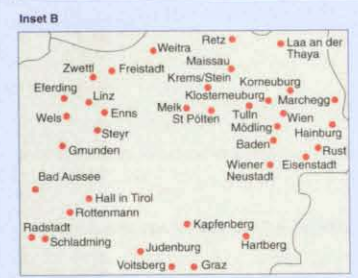 Inset B
Retz
Laa an der
Thaya
Weitra
Zwettl
Freistadt
Maissau
Krems/Stein
Korneuburg
Eferding
Linz
Klosterneuburg
Marchegg
Wels
Enns
Melk
St Pölten
Tulln
Wien
Mödling
Hainburg
Steyr
Baden
Rust
Gmunden
Wiener
Neustadt
Eisenstadt
Bad Aussee
Hall in Tirol
Rottenmann
Radstadt
Schladming
Kapfenberg
Hartberg
Judenburg
Voitsberg
Graz